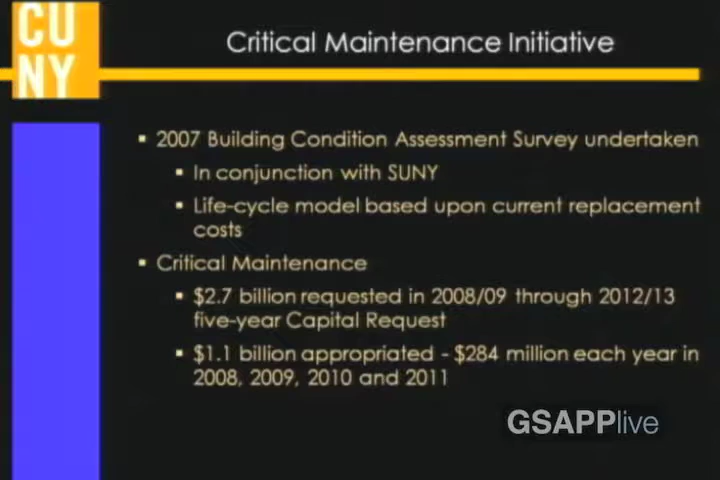 CU
NY
Critical Maintenance Initiative
▪ 2007 Building Condition Assessment Survey undertaken
▪ In conjunction with SUNY
▪ Life-cycle model based upon current replacement
costs
▪ Critical Maintenance
▪ $2.7 billion requested in 2008/09 through 2012/13
five-year Capital Request
▪ $1.1 billion appropriated - $284 million each year in
2008, 2009, 2010 and 2011
GSAPPlive